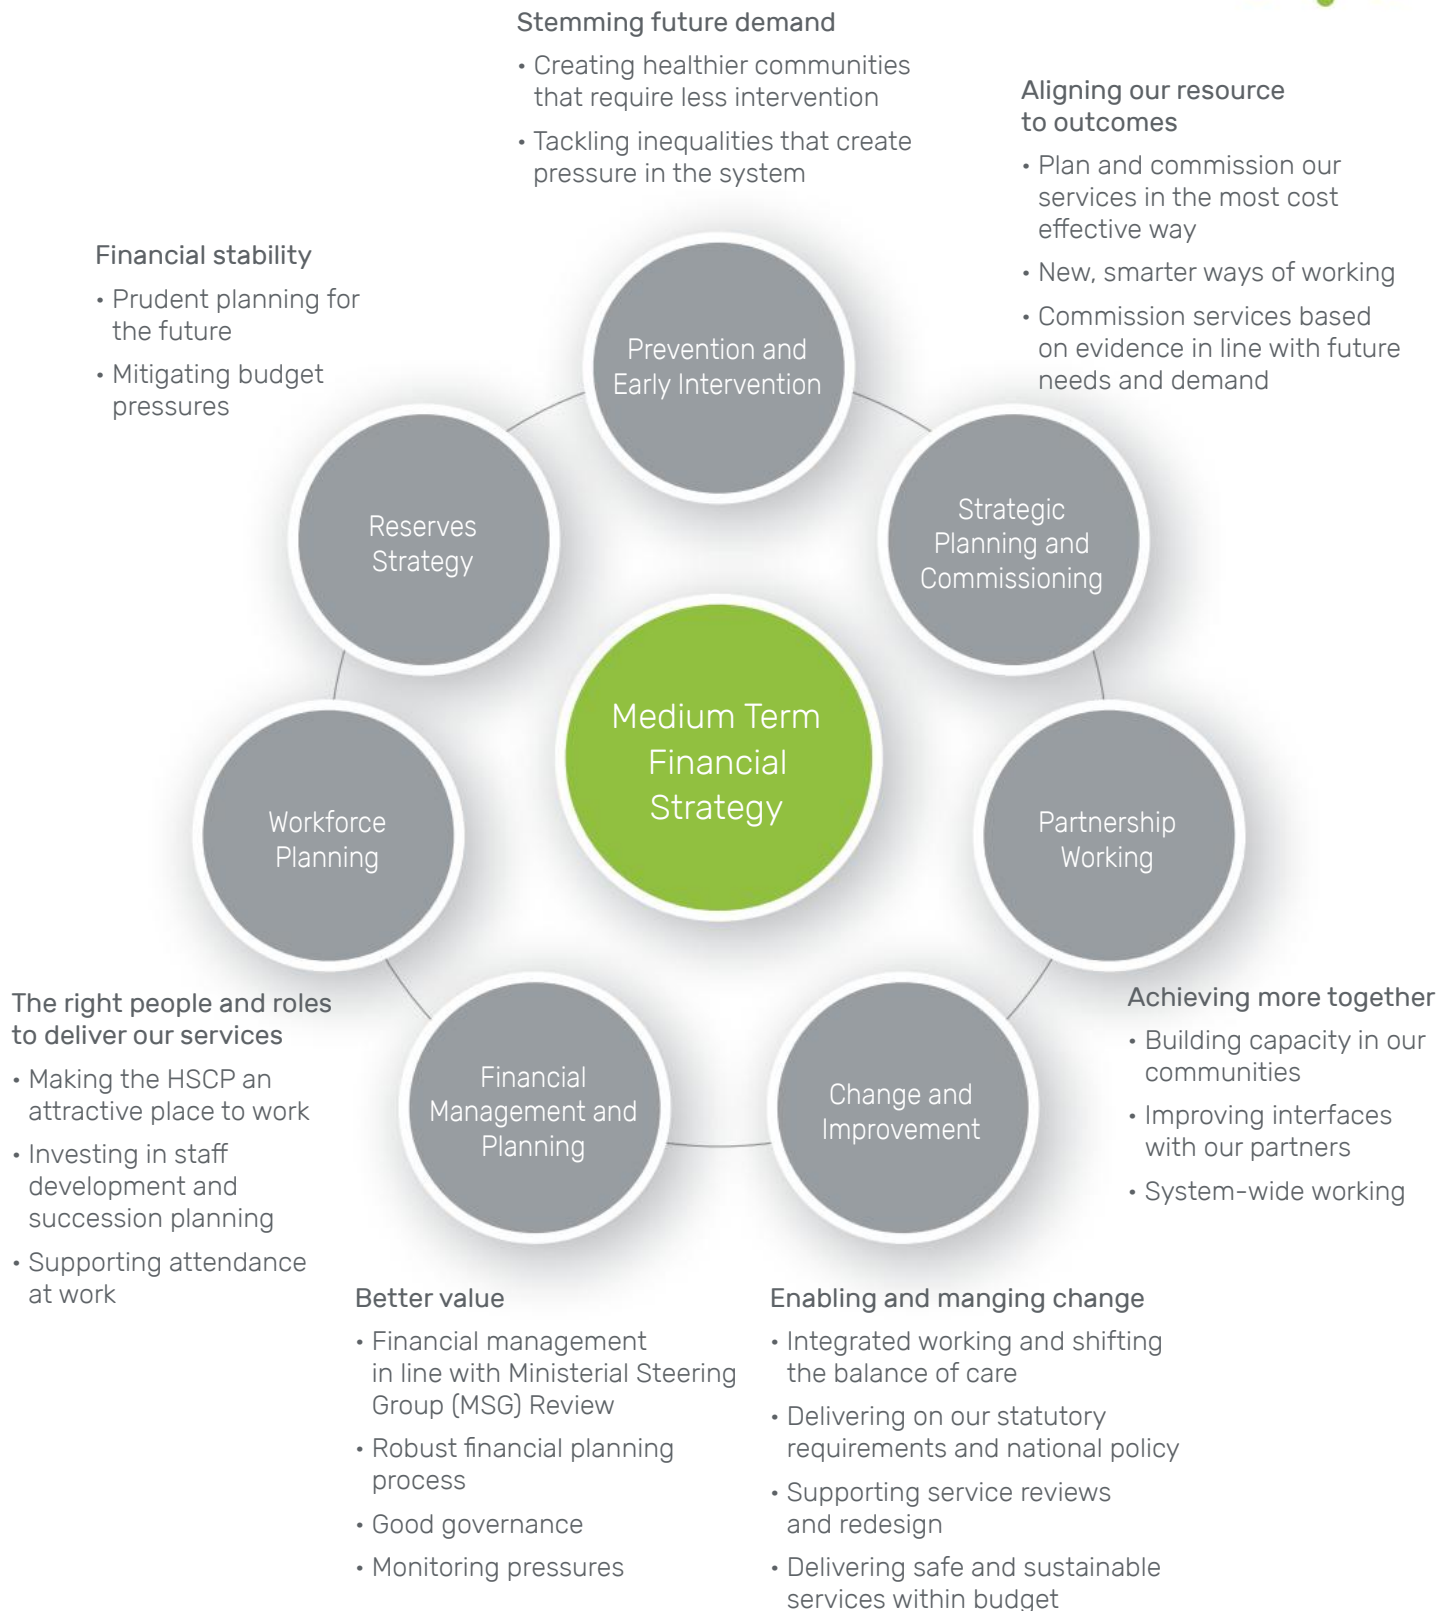 Stemming future demand
• Creating healthier communities
that require less intervention
• Tackling inequalities that create
pressure in the system
Aligning our resource
to outcomes
• Plan and commission our
services in the most cost
effective way
• New, smarter ways of working
• Commission services based
on evidence in line with future
needs and demand
Financial stability
• Prudent planning for
the future
• Mitigating budget
pressures
Prevention and
Early Intervention
Reserves
Strategy
Strategic
Planning and
Commissioning
Medium Term
Financial
Strategy
Workforce
Planning
Partnership
Working
Financial
Management and
Planning
Change and
Improvement
The right people and roles
to deliver our services
• Making the HSCP an
attractive place to work
• Investing in staff
development and
succession planning
• Supporting attendance
at work
Achieving more together
• Building capacity in our
communities
• Improving interfaces
with our partners
• System-wide working
Better value
• Financial management
in line with Ministerial Steering
Group (MSG) Review
• Robust financial planning
process
• Good governance
• Monitoring pressures
Enabling and manging change
• Integrated working and shifting
the balance of care
• Delivering on our statutory
requirements and national policy
• Supporting service reviews
and redesign
• Delivering safe and sustainable
services within budget